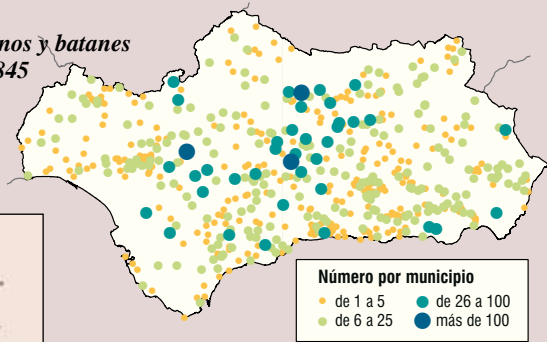 nos y batanes
845
Número por municipio
de 1 a 5
de 26 a 100
de 6 a 25
más de 100